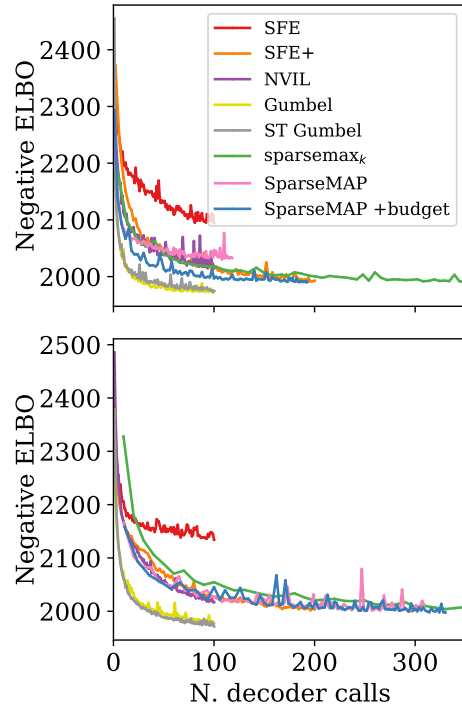 2400
2300
2200
2100
2000
Negative ELBO
SFE
SFE+
NVIL
Gumbel
ST Gumbel
sparsemaxₖ
SparseMAP
SparseMAP +budget
2500
2400
2300
2200
2100
2000
Negative ELBO
0
100
200
300
N. decoder calls